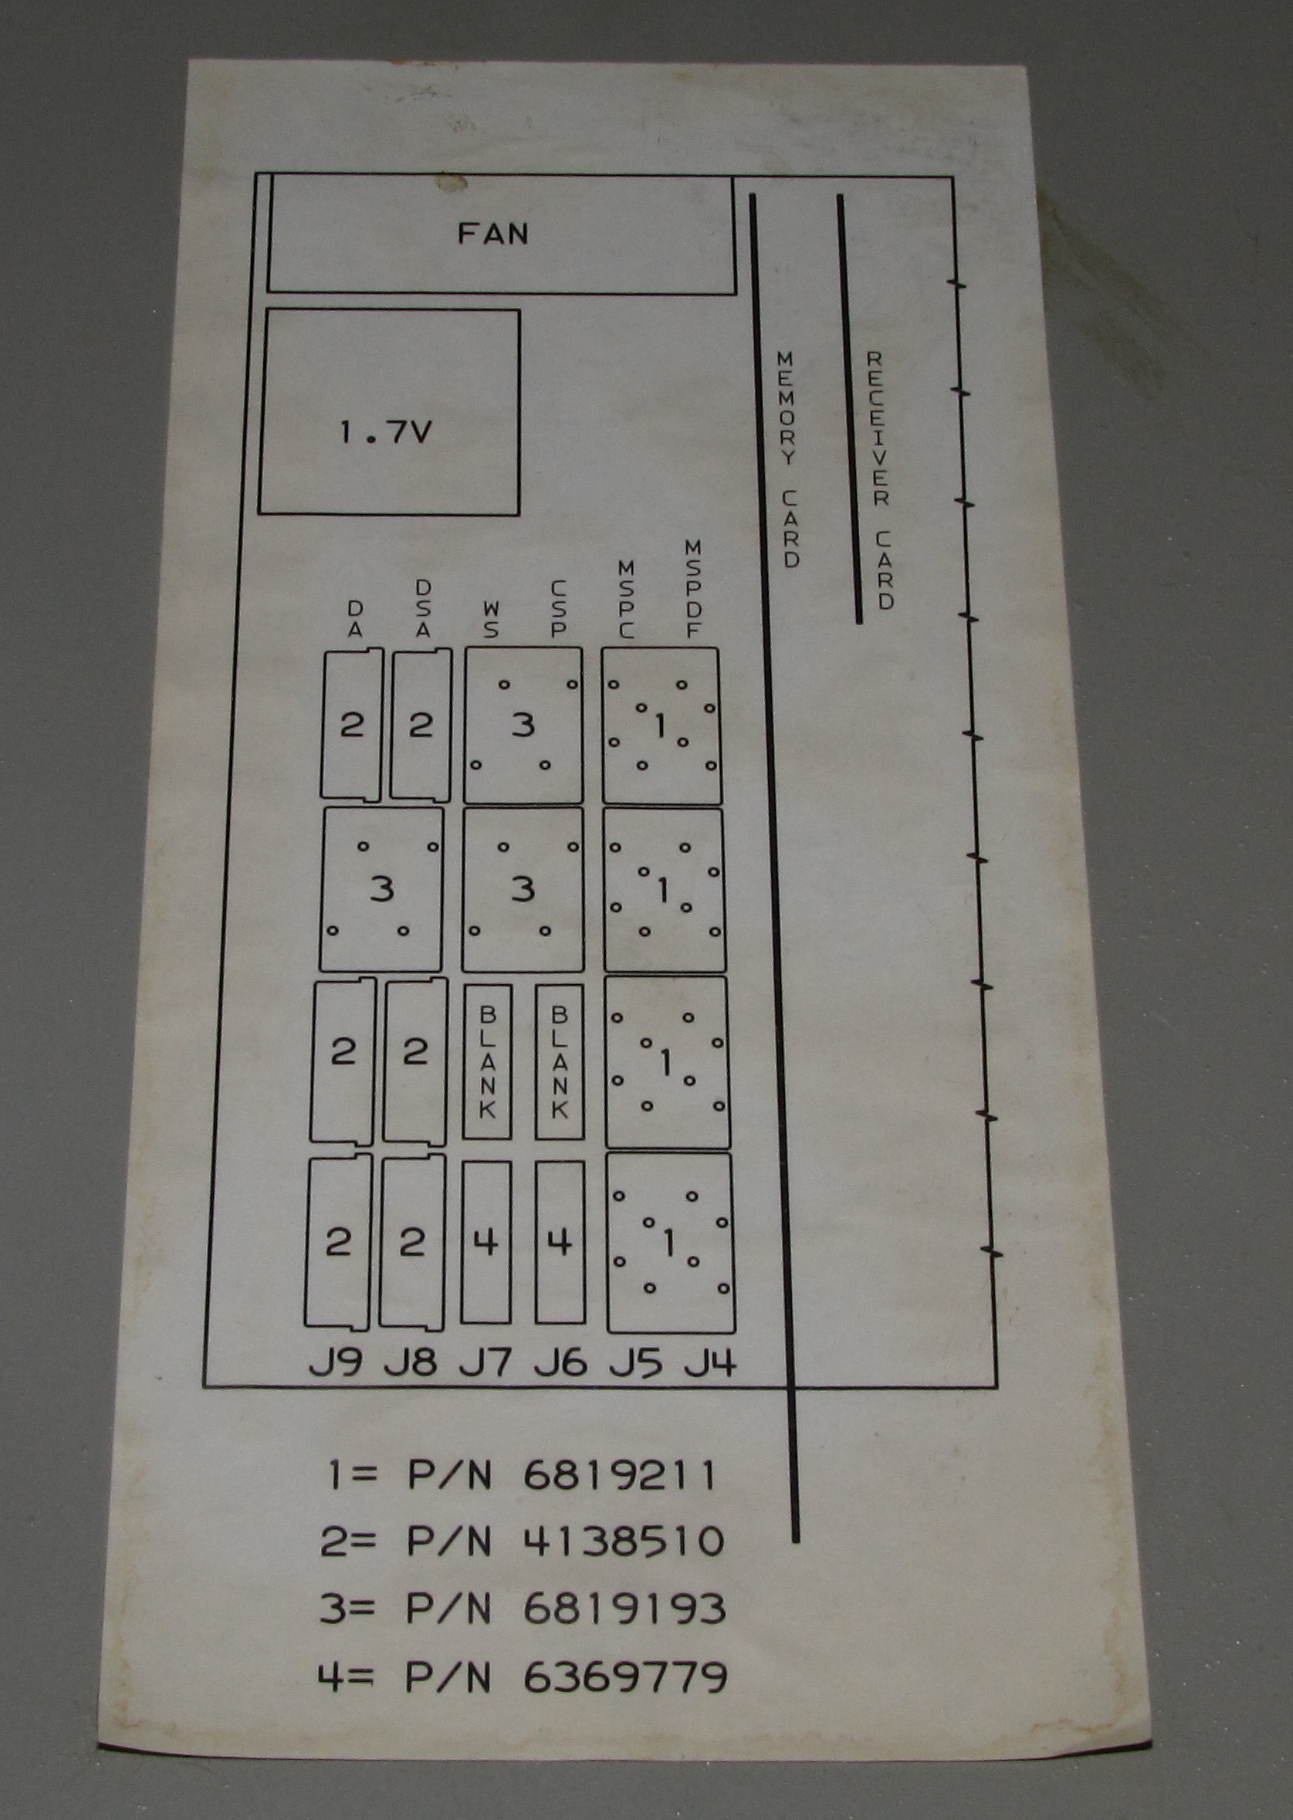 FAN
1.7V
MEMORY CARD
RECEIVER CARD
DA
DSA
WS
CSP
MSPC
MSPDF
2 2 3 1
3 3 1
2 2 BLANK BLANK 1
2 2 4 4 1
J9 J8 J7 J6 J5 J4
1= P/N 6819211
2= P/N 4138510
3= P/N 6819193
4= P/N 6369779